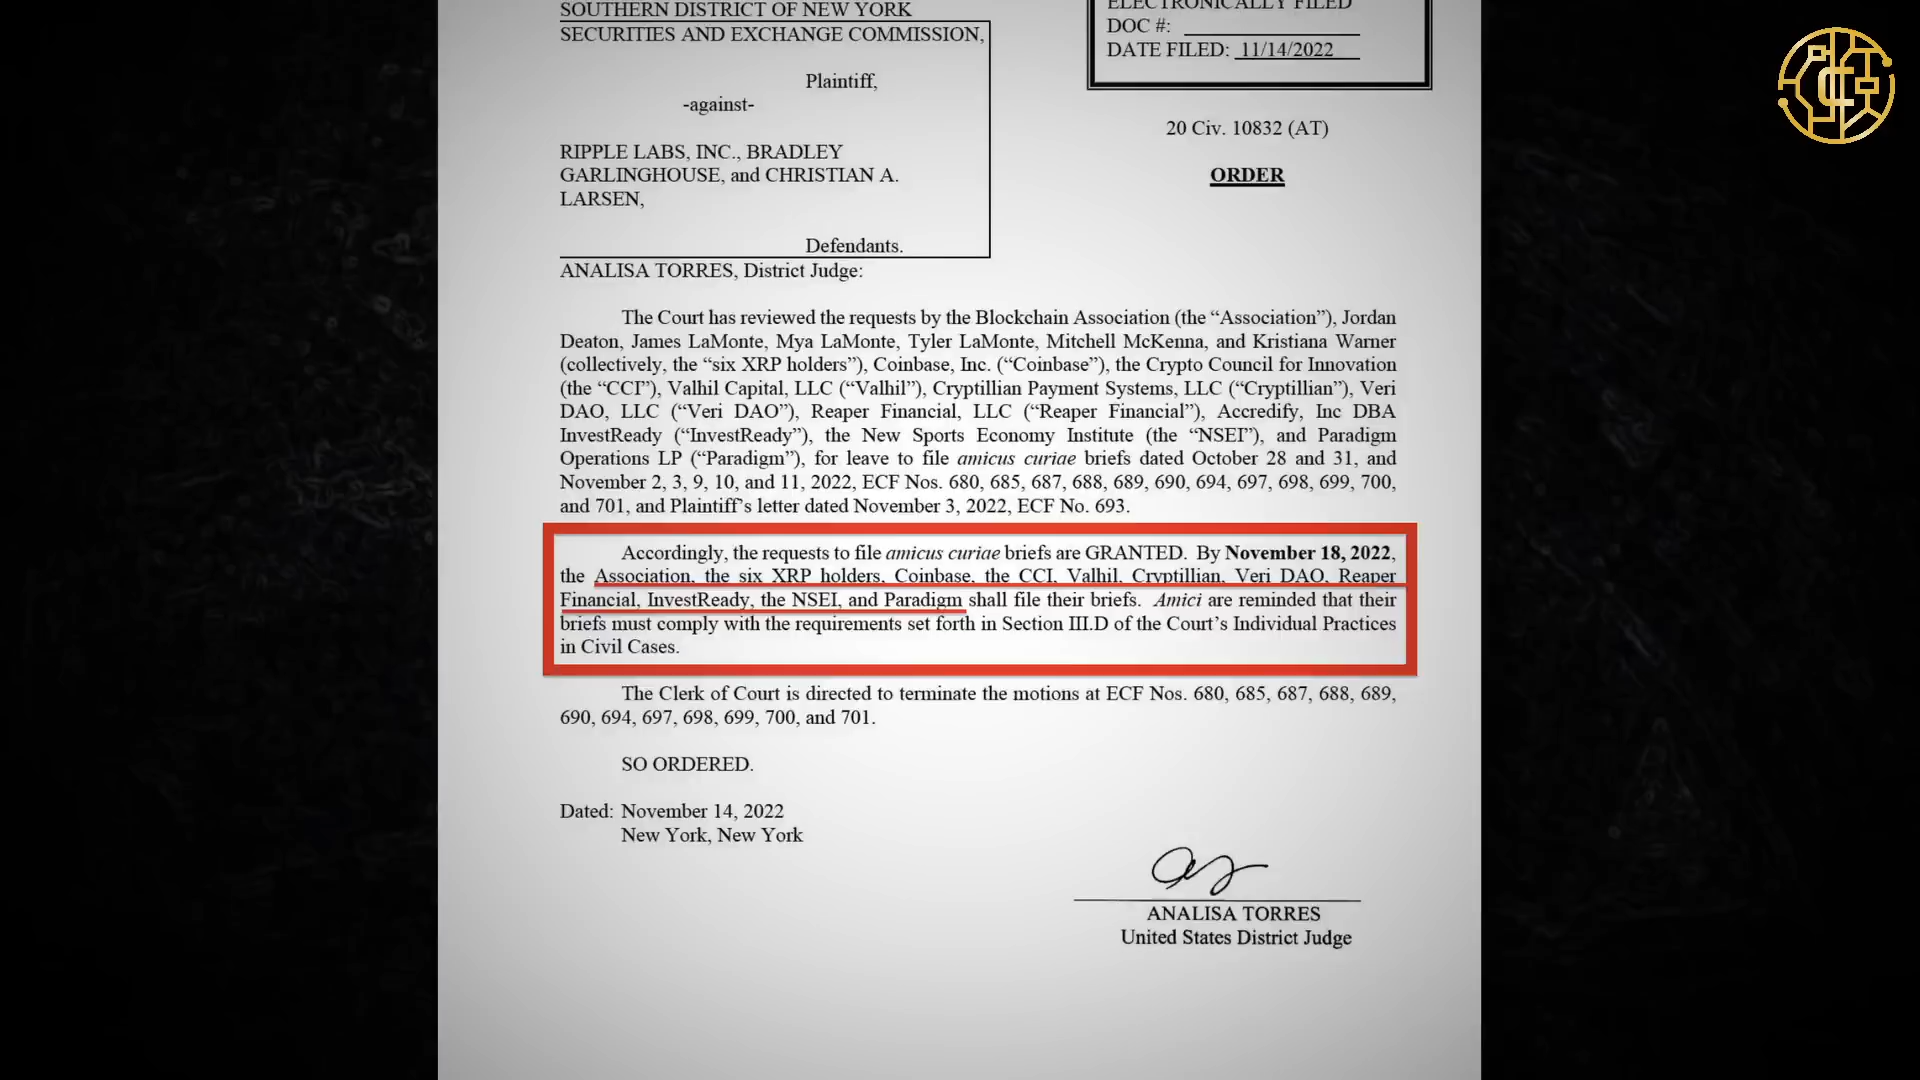 SOUTHERN DISTRICT OF NEW YORK
SECURITIES AND EXCHANGE COMMISSION,
Plaintiff,
-against-
RIPPLE LABS, INC., BRADLEY
GARLINGHOUSE, and CHRISTIAN A.
LARSEN,
Defendants.
ELECTRONICALLY FILED
DOC #:
DATE FILED: 11/14/2022
20 Civ. 10832 (AT)
ORDER
ANALISA TORRES, District Judge:
The Court has reviewed the requests by the Blockchain Association (the “Association”), Jordan
Deaton, James LaMonte, Mya LaMonte, Tyler LaMonte, Mitchell McKenna, and Kristiana Warner
(collectively, the “six XRP holders”), Coinbase, Inc. (“Coinbase”), the Crypto Council for Innovation
(the “CCI”), Valhil Capital, LLC (“Valhil”), Cryptillian Payment Systems, LLC (“Cryptillian”), Veri
DAO, LLC (“Veri DAO”), Reaper Financial, LLC (“Reaper Financial”), Accredify, Inc DBA
InvestReady (“InvestReady”), the New Sports Economy Institute (the “NSEI”), and Paradigm
Operations LP (“Paradigm”), for leave to file amicus curiae briefs dated October 28 and 31, and
November 2, 3, 9, 10, and 11, 2022, ECF Nos. 680, 685, 687, 688, 689, 690, 694, 697, 698, 699, 700,
and 701, and Plaintiff’s letter dated November 3, 2022, ECF No. 693.
Accordingly, the requests to file amicus curiae briefs are GRANTED. By November 18, 2022,
the Association, the six XRP holders, Coinbase, the CCI, Valhil, Cryptillian, Veri DAO, Reaper
Financial, InvestReady, the NSEI, and Paradigm shall file their briefs. Amici are reminded that their
briefs must comply with the requirements set forth in Section III.D of the Court’s Individual Practices
in Civil Cases.
The Clerk of Court is directed to terminate the motions at ECF Nos. 680, 685, 687, 688, 689,
690, 694, 697, 698, 699, 700, and 701.
SO ORDERED.
Dated: November 14, 2022
New York, New York
ANALISA TORRES
United States District Judge